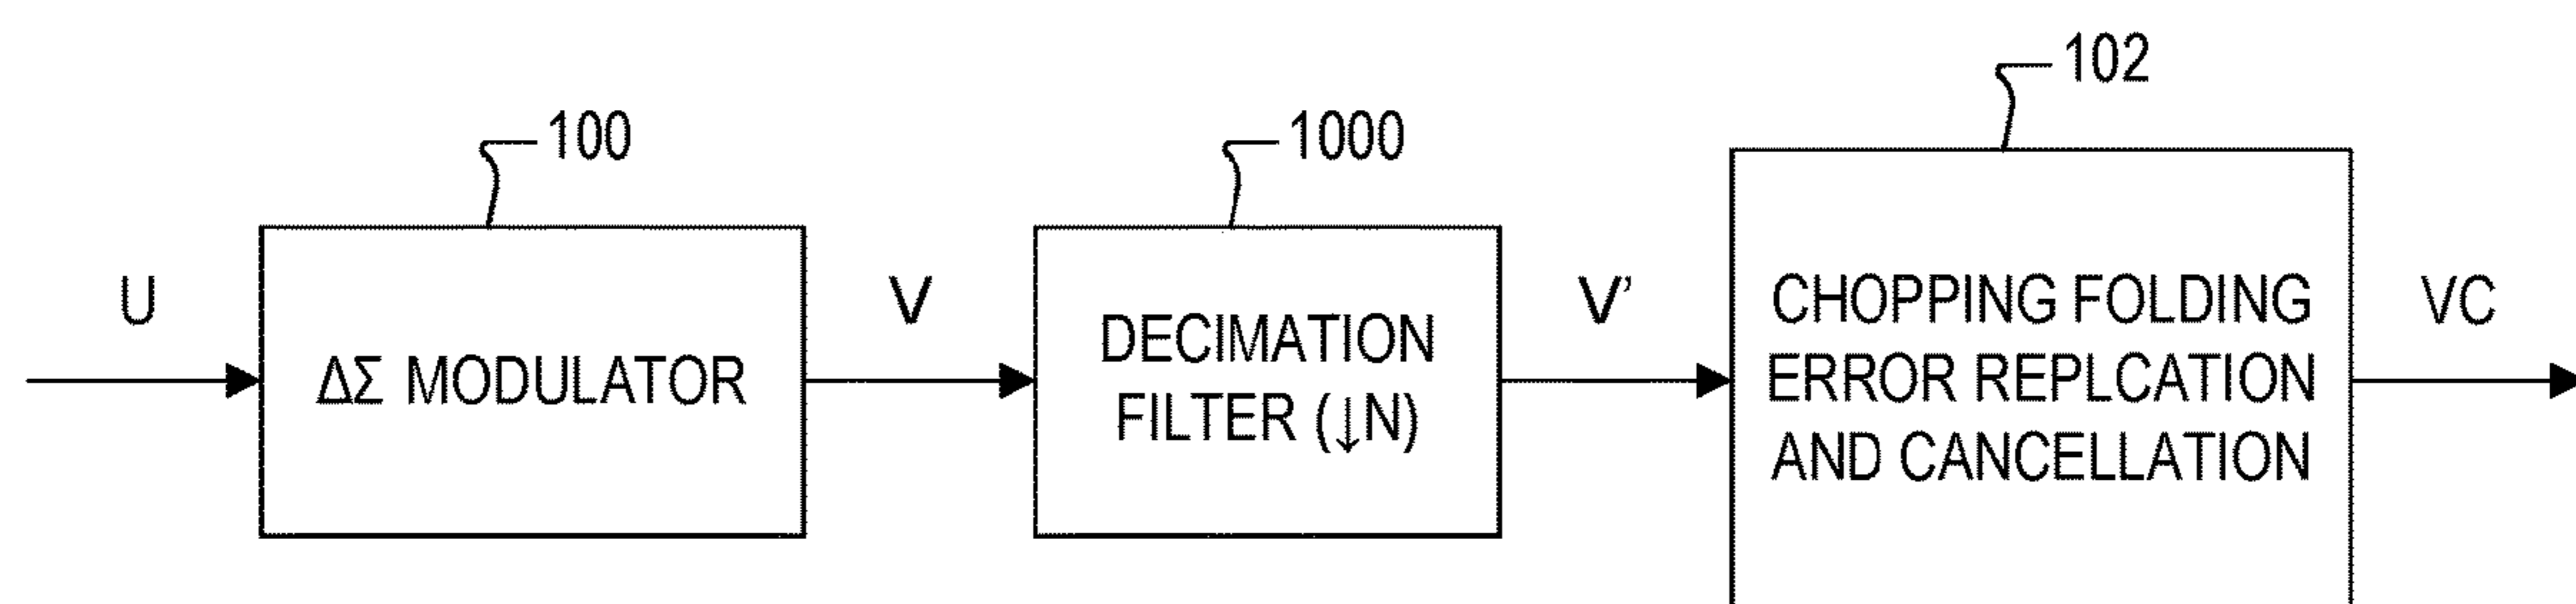 102
100
1000
U
ΔΣ MODULATOR
V
DECIMATION
FILTER (↓N)
V'
CHOPPING FOLDING
ERROR REPLCATION
AND CANCELLATION
VC